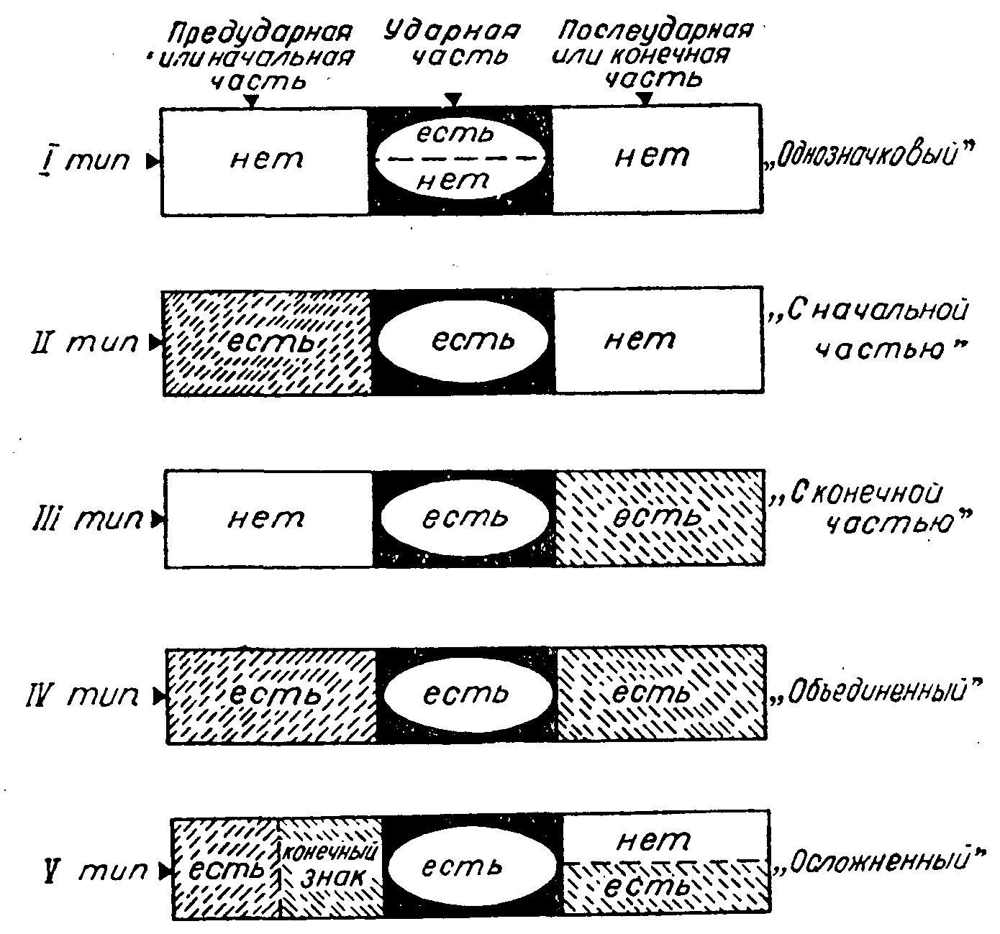 Предударная
или начальная
часть
Ударная
часть
Послеударная
или конечная
часть
I тип
нет
есть
нет
нет
„Однозначковый”
II тип
есть
есть
нет
„С начальной
частью”
III тип
нет
есть
есть
„С конечной
частью”
IV тип
есть
есть
есть
„Объединенный”
V тип
есть
конечный
знак
есть
нет
есть
„Осложненный”